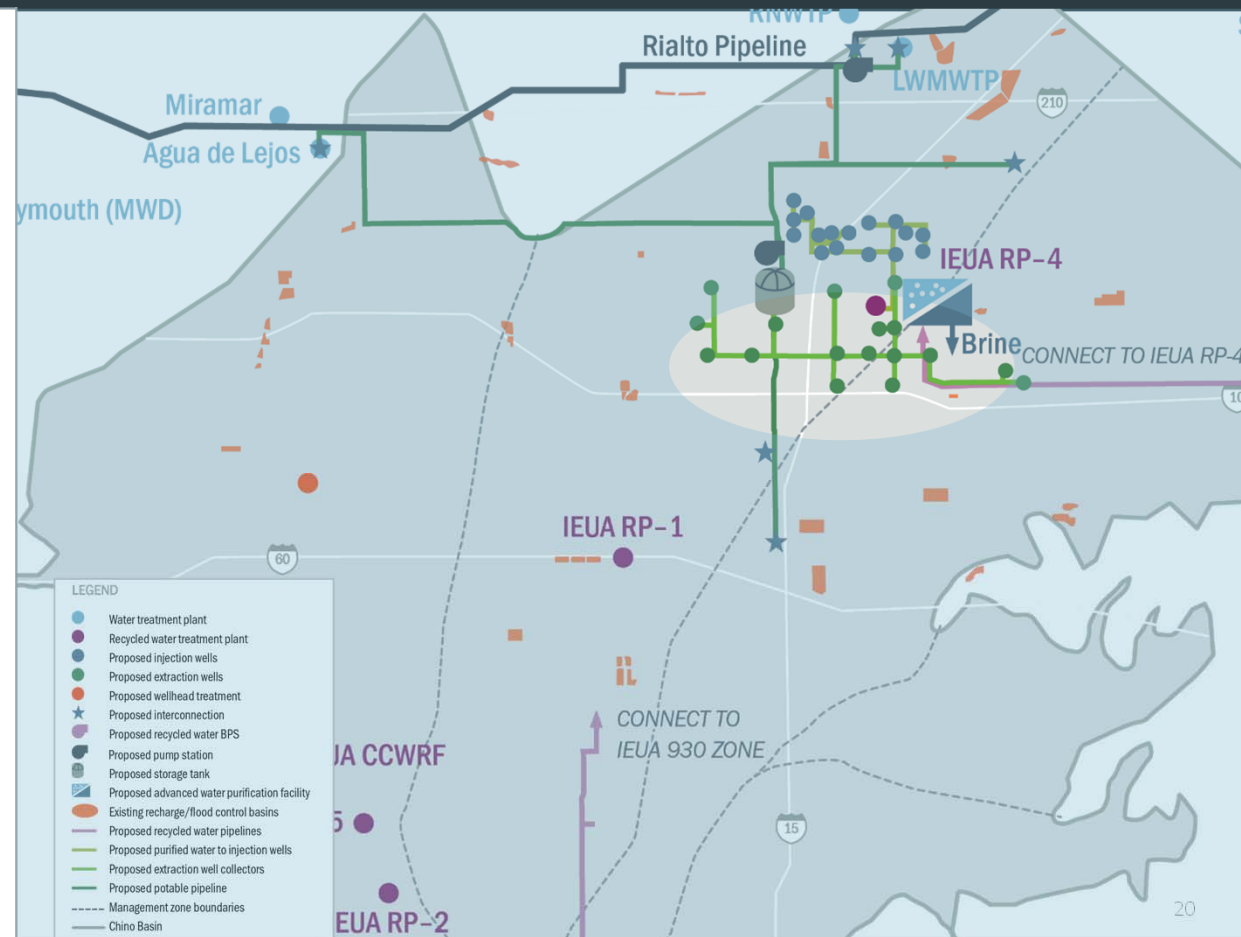 RNWTP
Rialto Pipeline
LWMWTP
Miramar
210
Agua de Lejos
ymouth (MWD)
IEUA RP-4
Brine
CONNECT TO IEUA RP-4
10
IEUA RP-1
60
LEGEND
Water treatment plant
Recycled water treatment plant
Proposed injection wells
Proposed extraction wells
Proposed wellhead treatment
Proposed interconnection
Proposed recycled water BPS
Proposed pump station
Proposed storage tank
Proposed advanced water purification facility
Existing recharge/flood control basins
Proposed recycled water pipelines
Proposed purified water to injection wells
Proposed extraction well collectors
Proposed potable pipeline
Management zone boundaries
Chino Basin
CONNECT TO
IEUA 930 ZONE
UA CCWRF
15
5
EUA RP-2
20